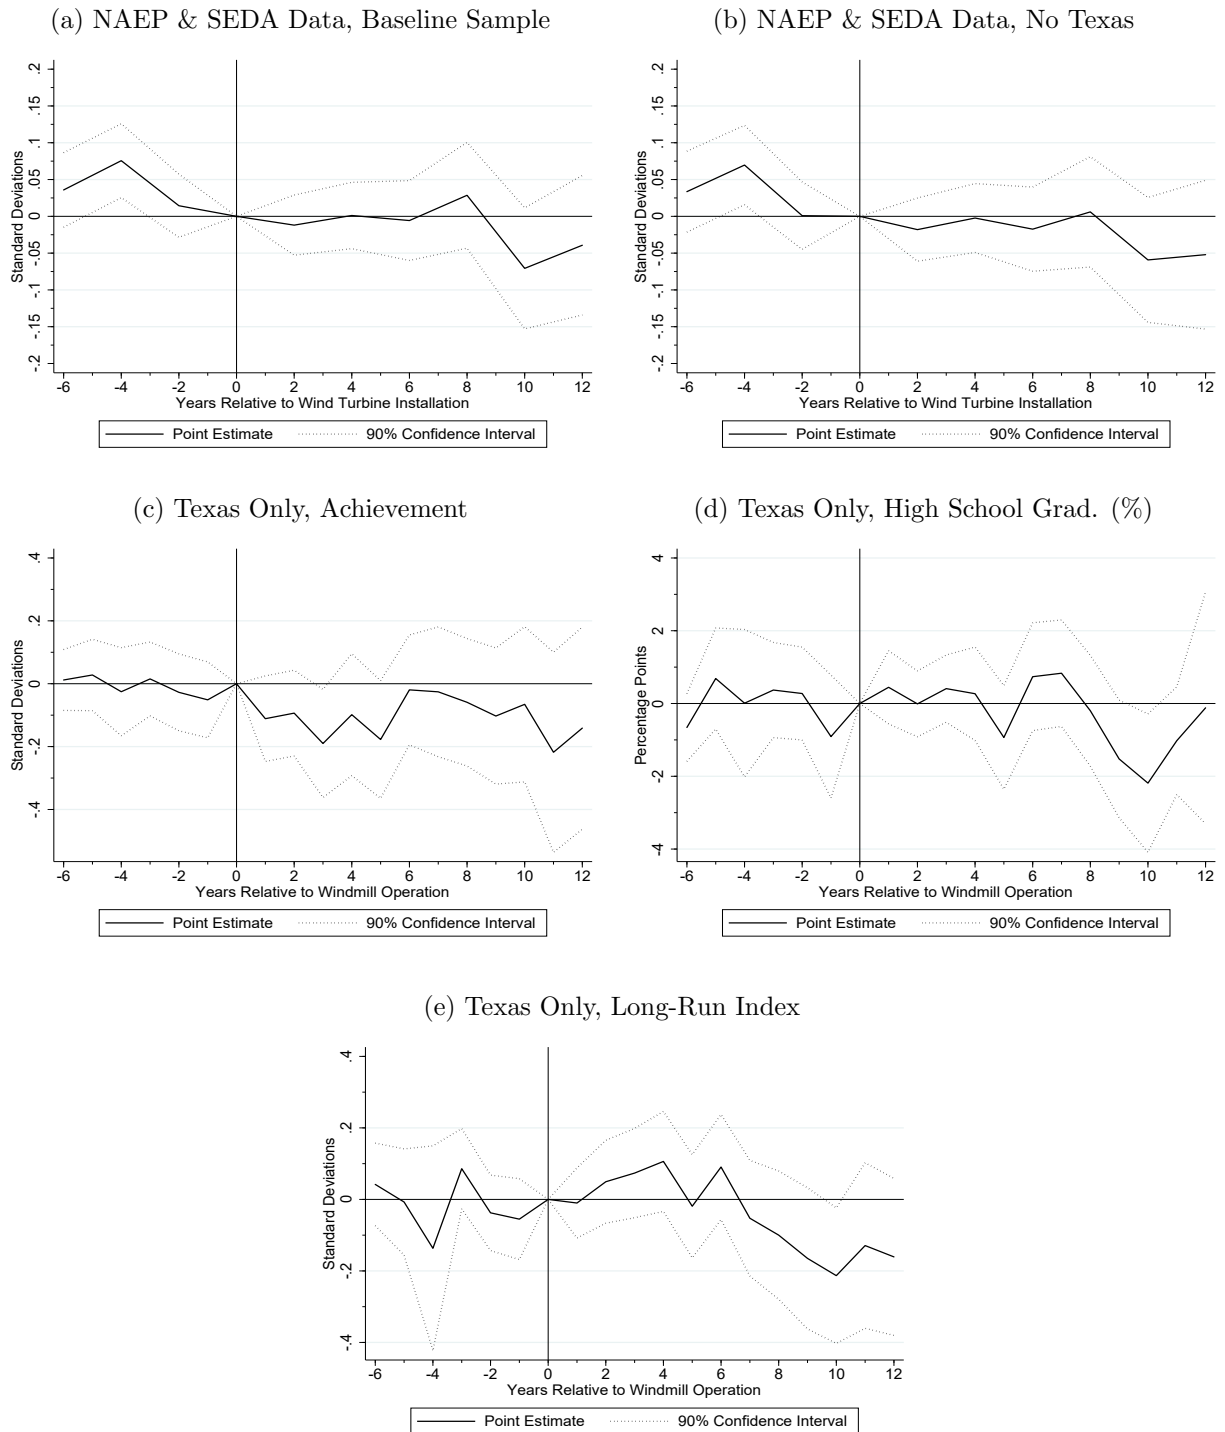 (a) NAEP & SEDA Data, Baseline Sample
Standard Deviations
.2
.15
.1
.05
0
-.05
-.1
-.15
-.2
-6 -4 -2 0 2 4 6 8 10 12
Years Relative to Wind Turbine Installation
Point Estimate 90% Confidence Interval
(b) NAEP & SEDA Data, No Texas
Standard Deviations
.2
.15
.1
.05
0
-.05
-.1
-.15
-.2
-6 -4 -2 0 2 4 6 8 10 12
Years Relative to Wind Turbine Installation
Point Estimate 90% Confidence Interval
(c) Texas Only, Achievement
Standard Deviations
.4
.2
0
-.2
-.4
-6 -4 -2 0 2 4 6 8 10 12
Years Relative to Windmill Operation
Point Estimate 90% Confidence Interval
(d) Texas Only, High School Grad. (%)
Percentage Points
4
2
0
-2
-4
-6 -4 -2 0 2 4 6 8 10 12
Years Relative to Windmill Operation
Point Estimate 90% Confidence Interval
(e) Texas Only, Long-Run Index
Standard Deviations
.4
.2
0
-.2
-.4
-6 -4 -2 0 2 4 6 8 10 12
Years Relative to Windmill Operation
Point Estimate 90% Confidence Interval